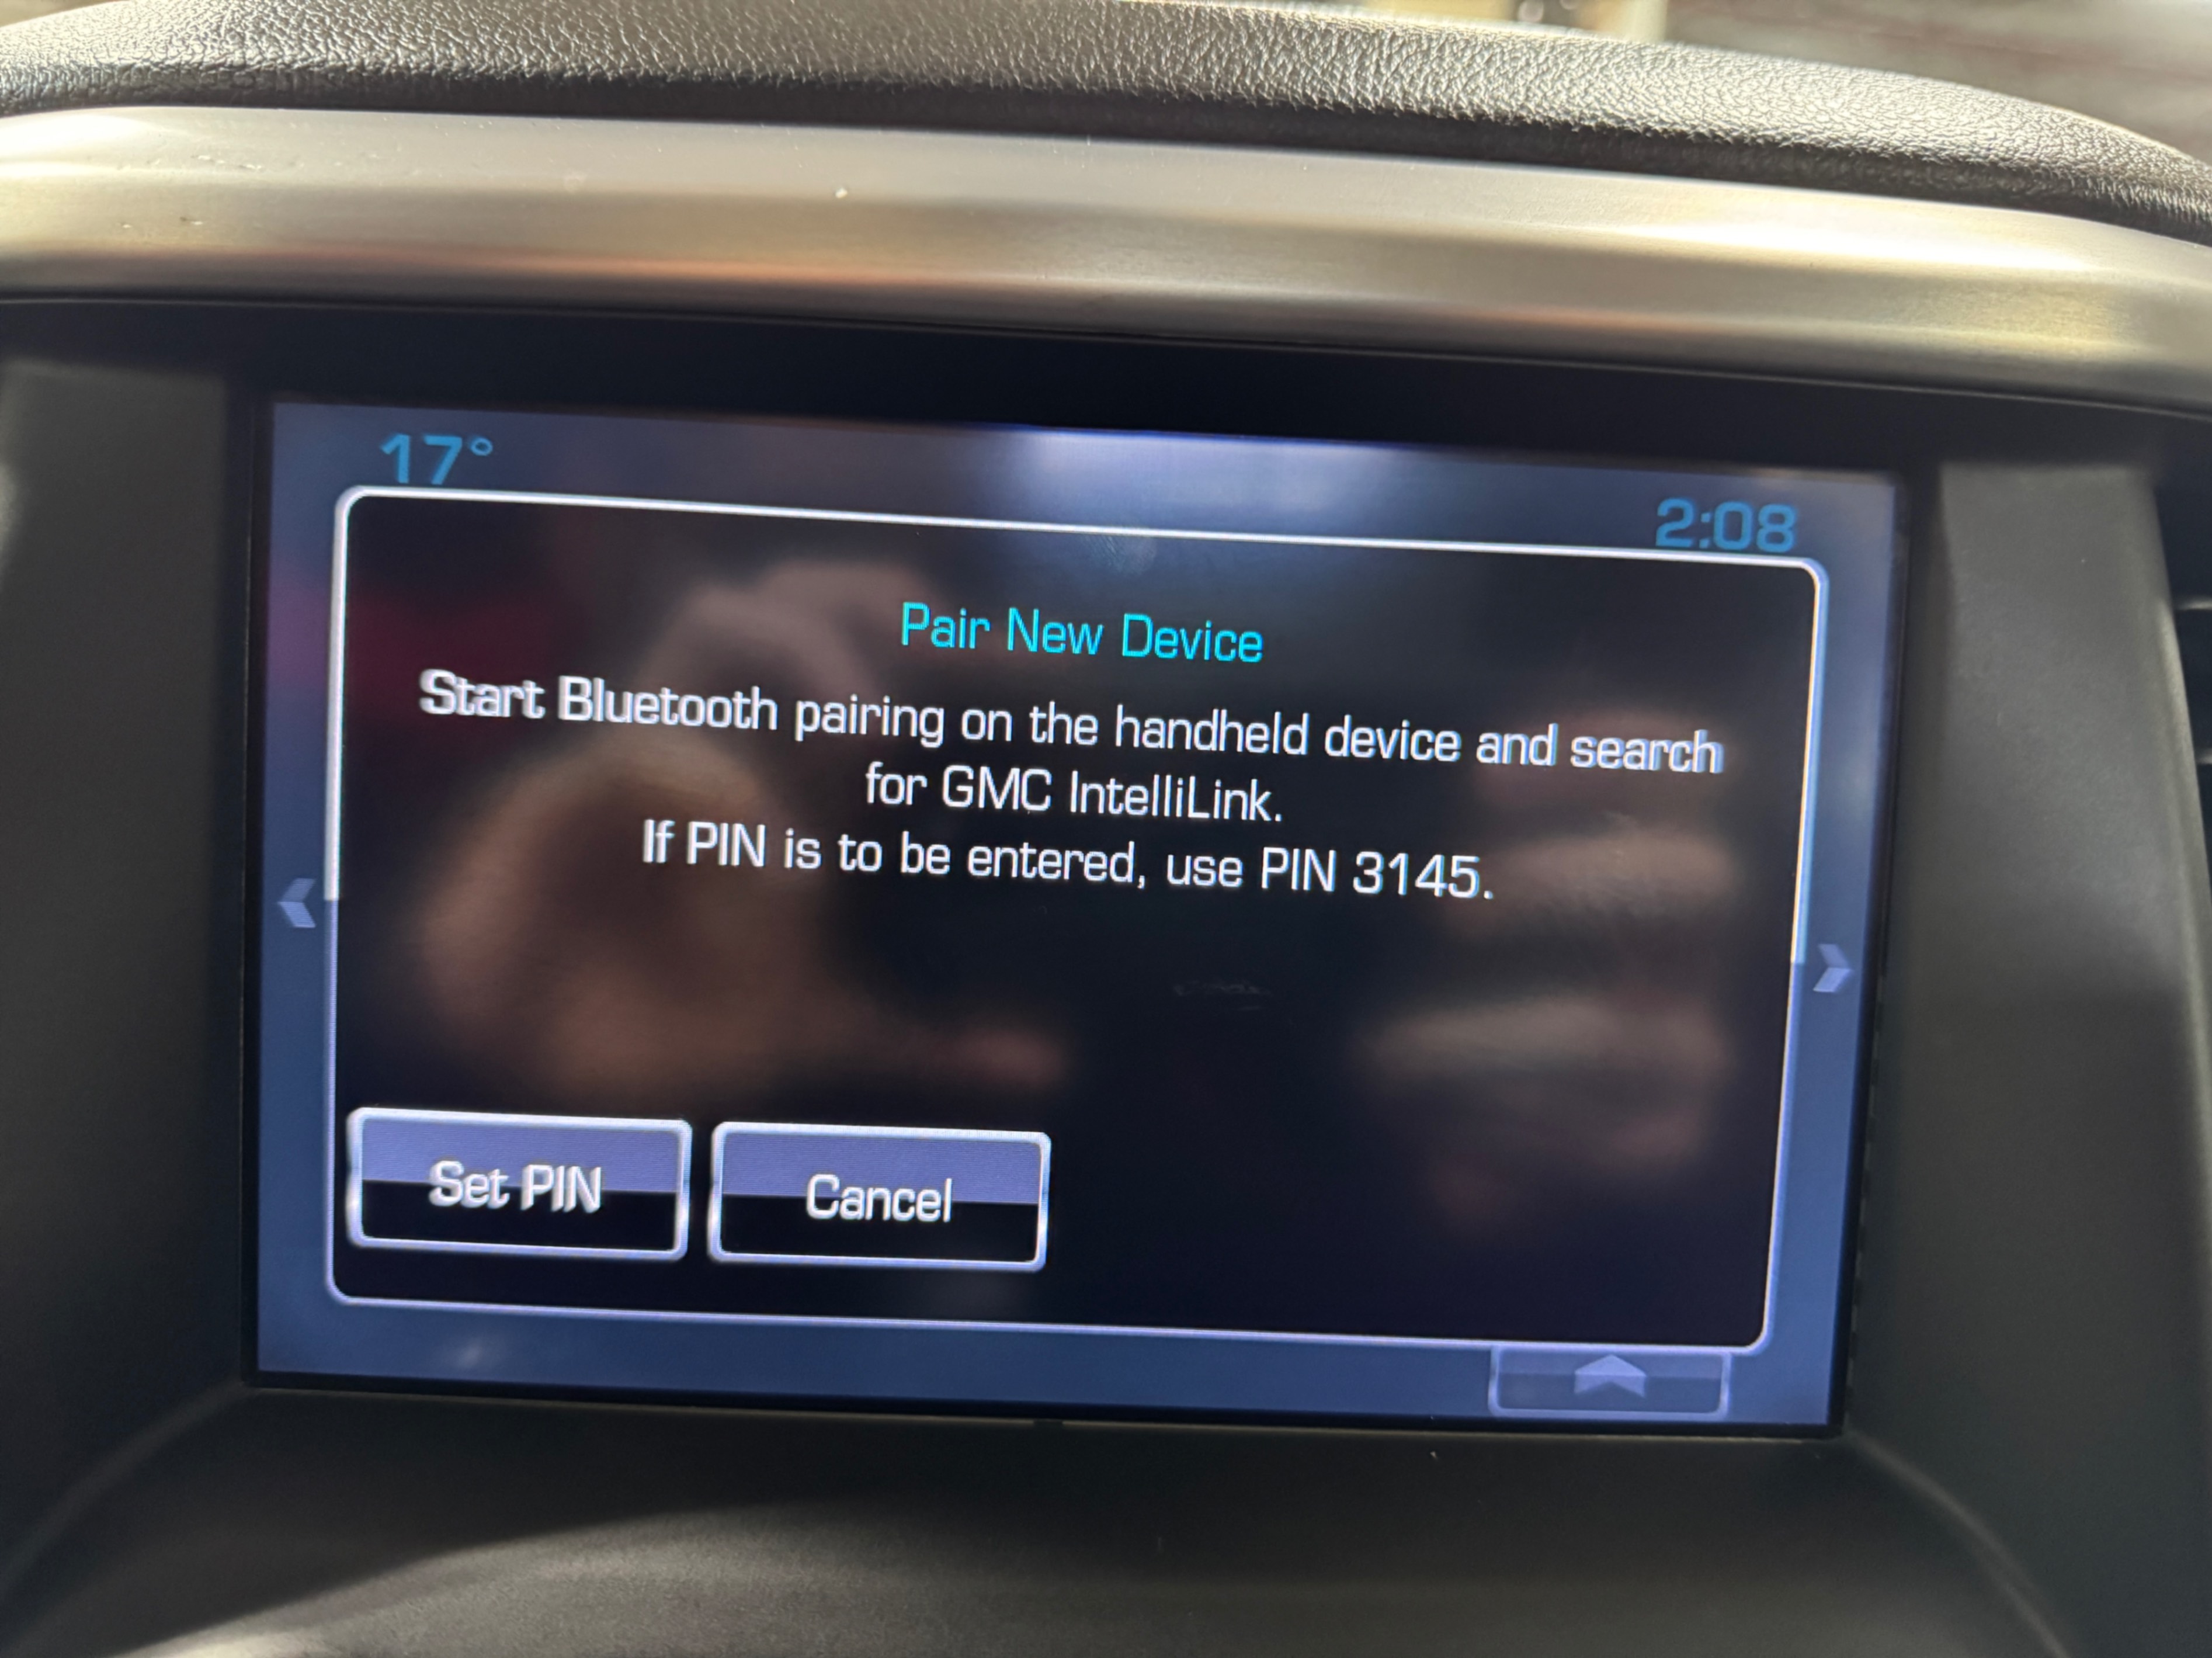 17°
2:08
Pair New Device
Start Bluetooth pairing on the handheld device and search
for GMC IntelliLink.
If PIN is to be entered, use PIN 3145.
Set PIN
Cancel